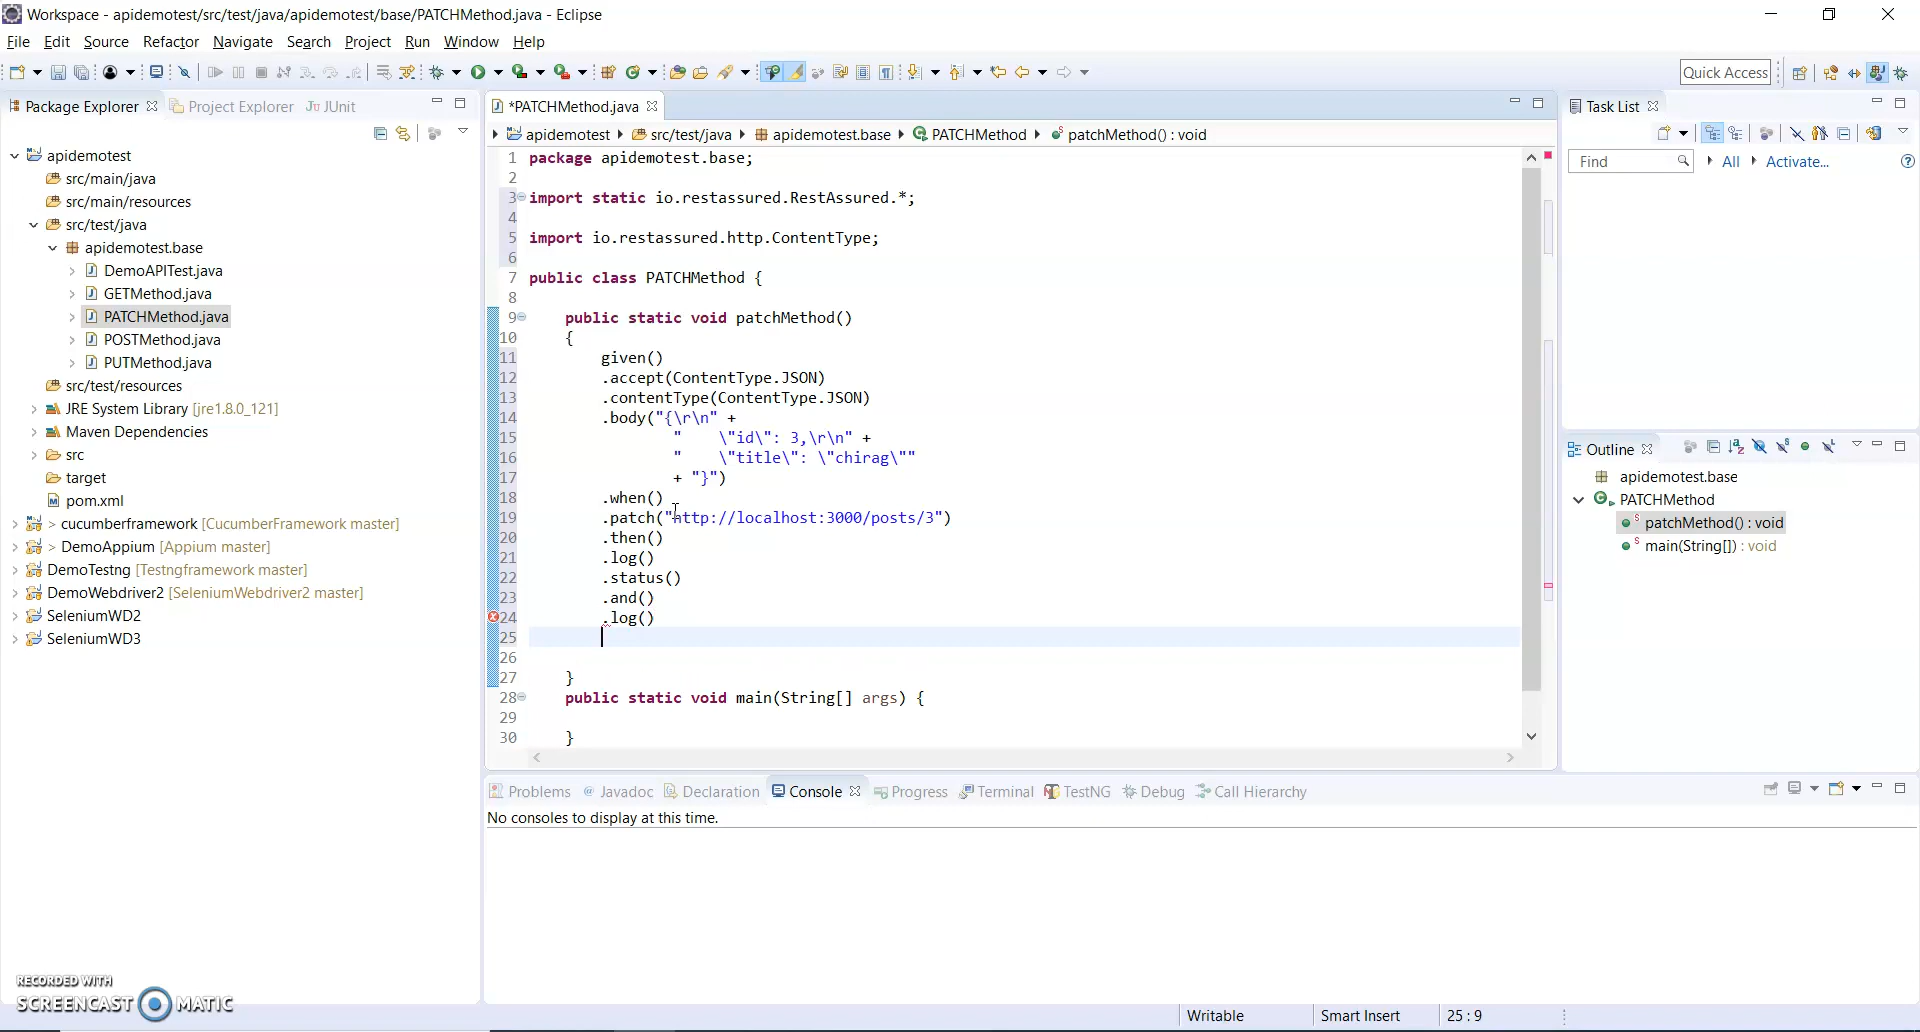 Workspace - apidemotest/src/test/java/apidemotest/base/PATCHMethod.java - Eclipse
File Edit Source Refactor Navigate Search Project Run Window Help
Quick Access
Package Explorer Project Explorer JUnit
*PATCHMethod.java
Task List
apidemotest src/test/java apidemotest.base PATCHMethod patchMethod() : void
Find All Activate...
apidemotest
src/main/java
src/main/resources
src/test/java
apidemotest.base
DemoAPITest.java
GETMethod.java
PATCHMethod.java
POSTMethod.java
PUTMethod.java
src/test/resources
JRE System Library [jre1.8.0_121]
Maven Dependencies
src
target
pom.xml
> cucumberframework [CucumberFramework master]
> DemoAppium [Appium master]
DemoTestng [Testngframework master]
DemoWebdriver2 [SeleniumWebdriver2 master]
SeleniumWD2
SeleniumWD3
1 package apidemotest.base;
2
3 import static io.restassured.RestAssured.*;
4
5 import io.restassured.http.ContentType;
6
7 public class PATCHMethod {
8
9 public static void patchMethod()
10 {
11 given()
12 .accept(ContentType.JSON)
13 .contentType(ContentType.JSON)
14 .body("{\r\n" +
15 " \"id\": 3,\r\n" +
16 " \"title\": \"chirag\""
17 + "}")
18 .when()
19 .patch("http://localhost:3000/posts/3")
20 .then()
21 .log()
22 .status()
23 .and()
24 .log()
25
26
27 }
28 public static void main(String[] args) {
29
30 }
Outline
apidemotest.base
PATCHMethod
patchMethod() : void
main(String[]) : void
Problems Javadoc Declaration Console Progress Terminal TestNG Debug Call Hierarchy
No consoles to display at this time.
RECORDED WITH
SCREENCAST MATIC
Writable Smart Insert 25 : 9